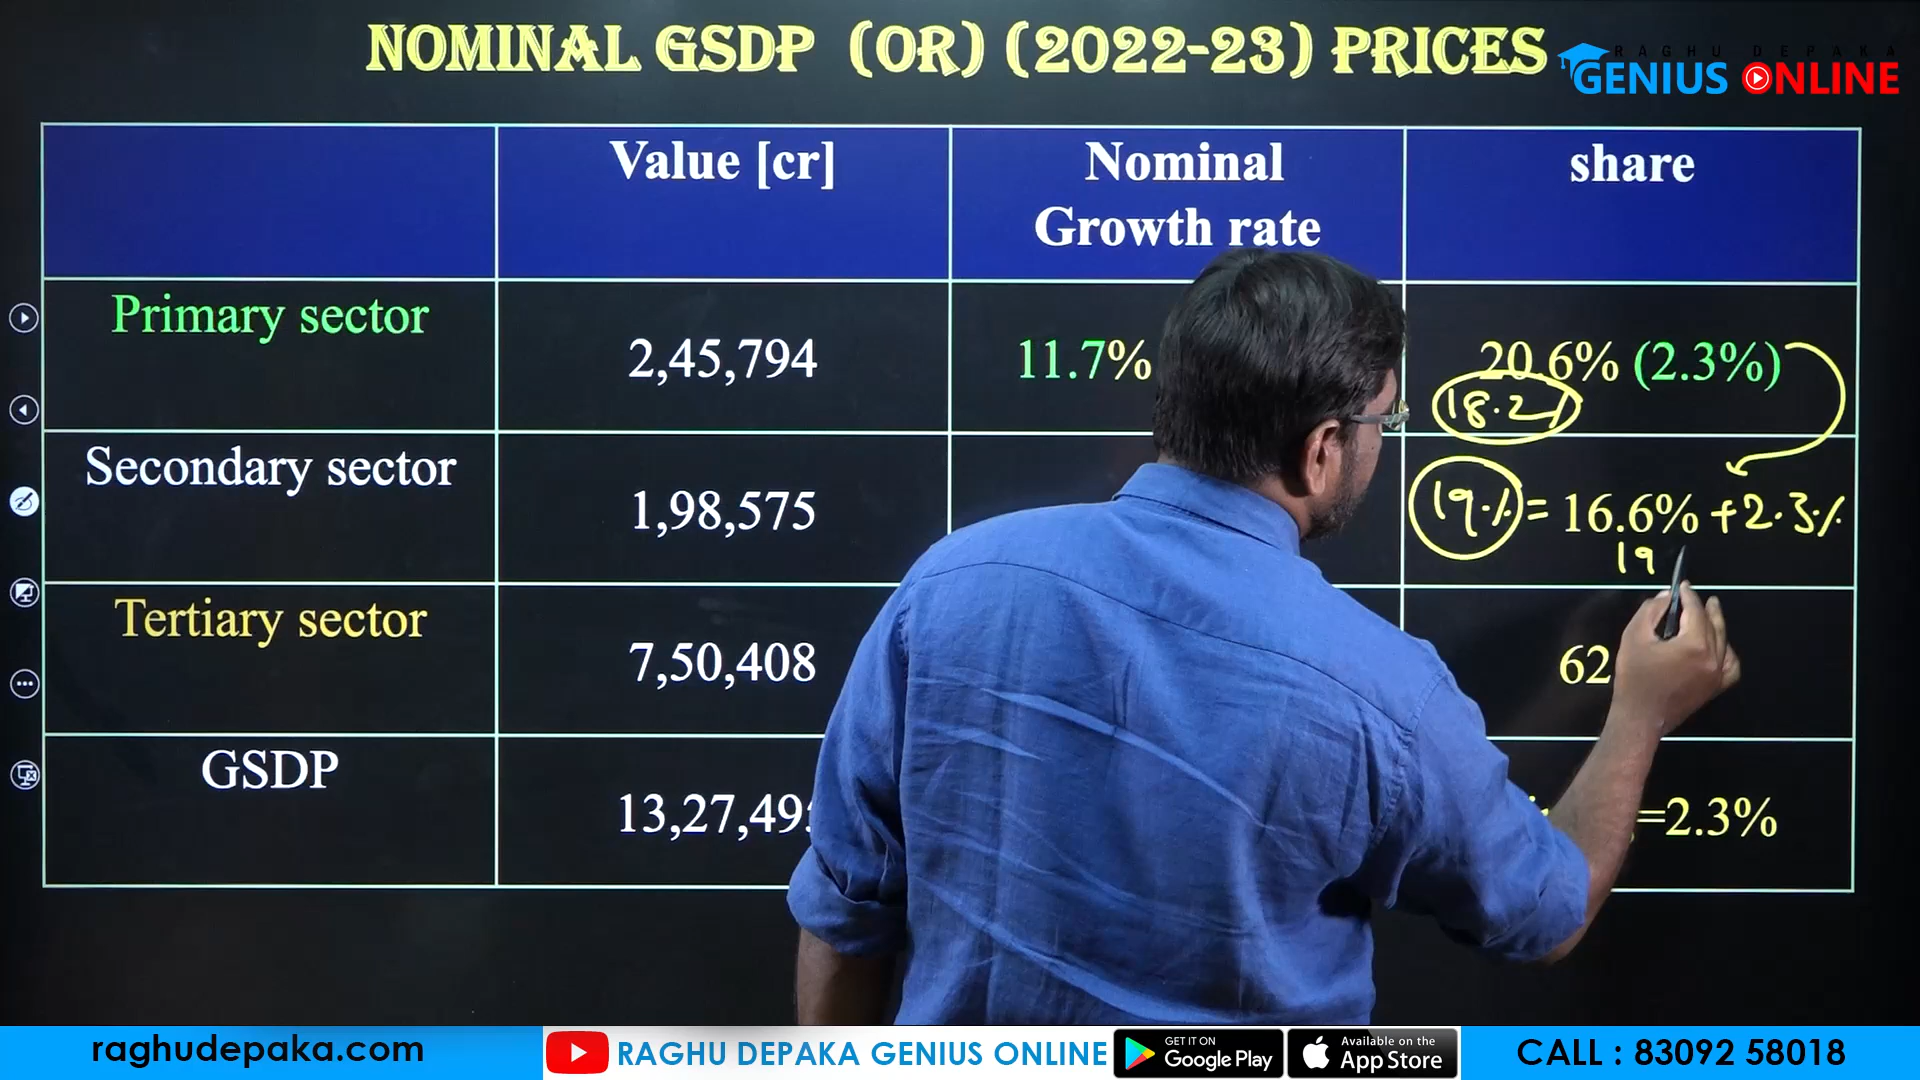 NOMINAL GSDP (OR) (2022-23) PRICES
RAGHU DEPAKA
GENIUS ONLINE
Value [cr]
Nominal
Growth rate
share
Primary sector
2,45,794
11.7%
20.6% (2.3%)
18.2
Secondary sector
1,98,575
19.% = 16.6% +2.3.%
19
Tertiary sector
7,50,408
62
GSDP
13,27,49
=2.3%
raghudepaka.com
RAGHU DEPAKA GENIUS ONLINE
GET IT ON
Google Play
Available on the
App Store
CALL : 83092 58018